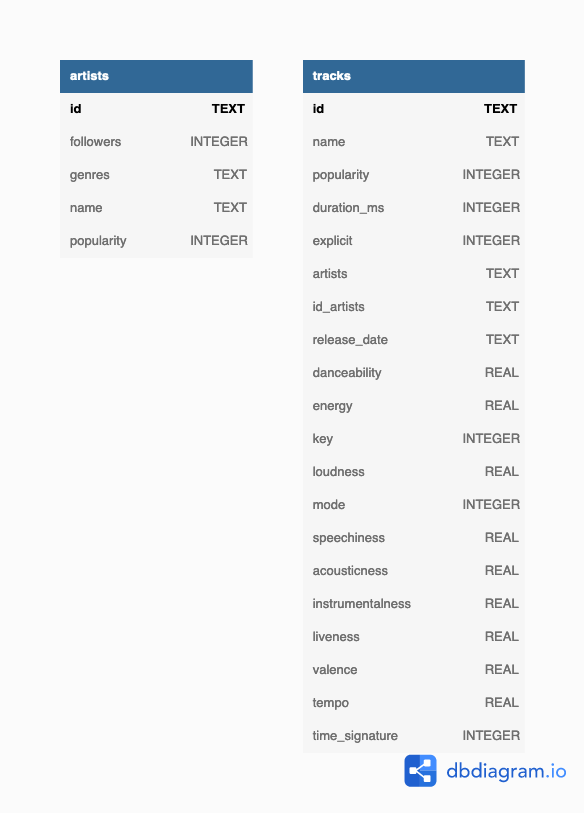 artists
id TEXT
followers INTEGER
genres TEXT
name TEXT
popularity INTEGER
tracks
id TEXT
name TEXT
popularity INTEGER
duration_ms INTEGER
explicit INTEGER
artists TEXT
id_artists TEXT
release_date TEXT
danceability REAL
energy REAL
key INTEGER
loudness REAL
mode INTEGER
speechiness REAL
acousticness REAL
instrumentalness REAL
liveness REAL
valence REAL
tempo REAL
time_signature INTEGER
dbdiagram.io